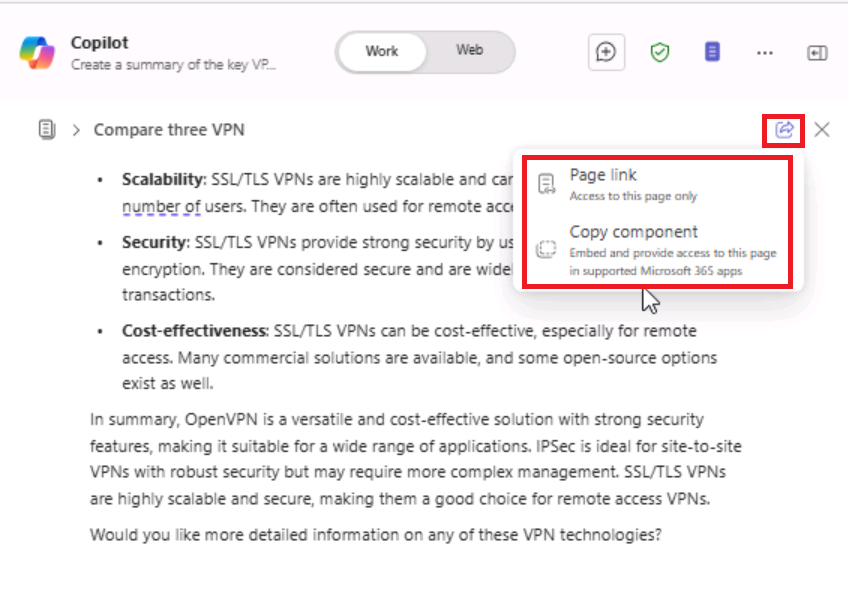 Copilot
Create a summary of the key VP...
Work
Web
Compare three VPN
Page link
Access to this page only
Copy component
Embed and provide access to this page
in supported Microsoft 365 apps
• Scalability: SSL/TLS VPNs are highly scalable and can
number of users. They are often used for remote acce
• Security: SSL/TLS VPNs provide strong security by us
encryption. They are considered secure and are widel
transactions.
• Cost-effectiveness: SSL/TLS VPNs can be cost-effective, especially for remote
access. Many commercial solutions are available, and some open-source options
exist as well.
In summary, OpenVPN is a versatile and cost-effective solution with strong security
features, making it suitable for a wide range of applications. IPSec is ideal for site-to-site
VPNs with robust security but may require more complex management. SSL/TLS VPNs
are highly scalable and secure, making them a good choice for remote access VPNs.
Would you like more detailed information on any of these VPN technologies?